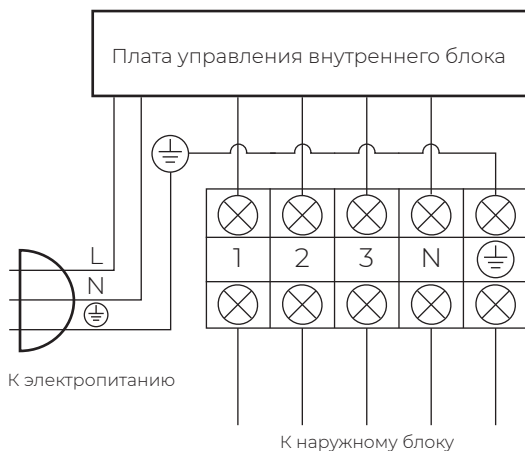 Плата управления внутреннего блока
L
N
1 2 3 N
К электропитанию
К наружному блоку